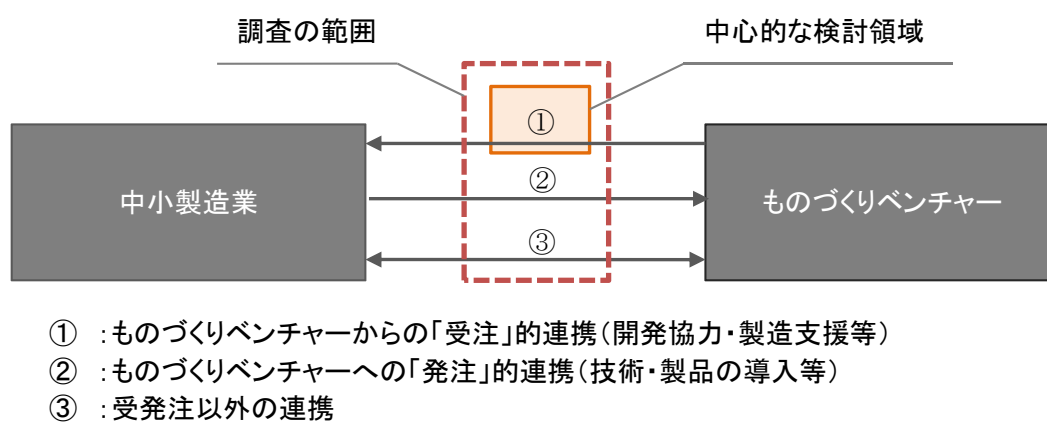 調査の範囲
中心的な検討領域
①
中小製造業
②
ものづくりベンチャー
③
① :ものづくりベンチャーからの「受注」的連携(開発協力・製造支援等)
② :ものづくりベンチャーへの「発注」的連携(技術・製品の導入等)
③ :受発注以外の連携